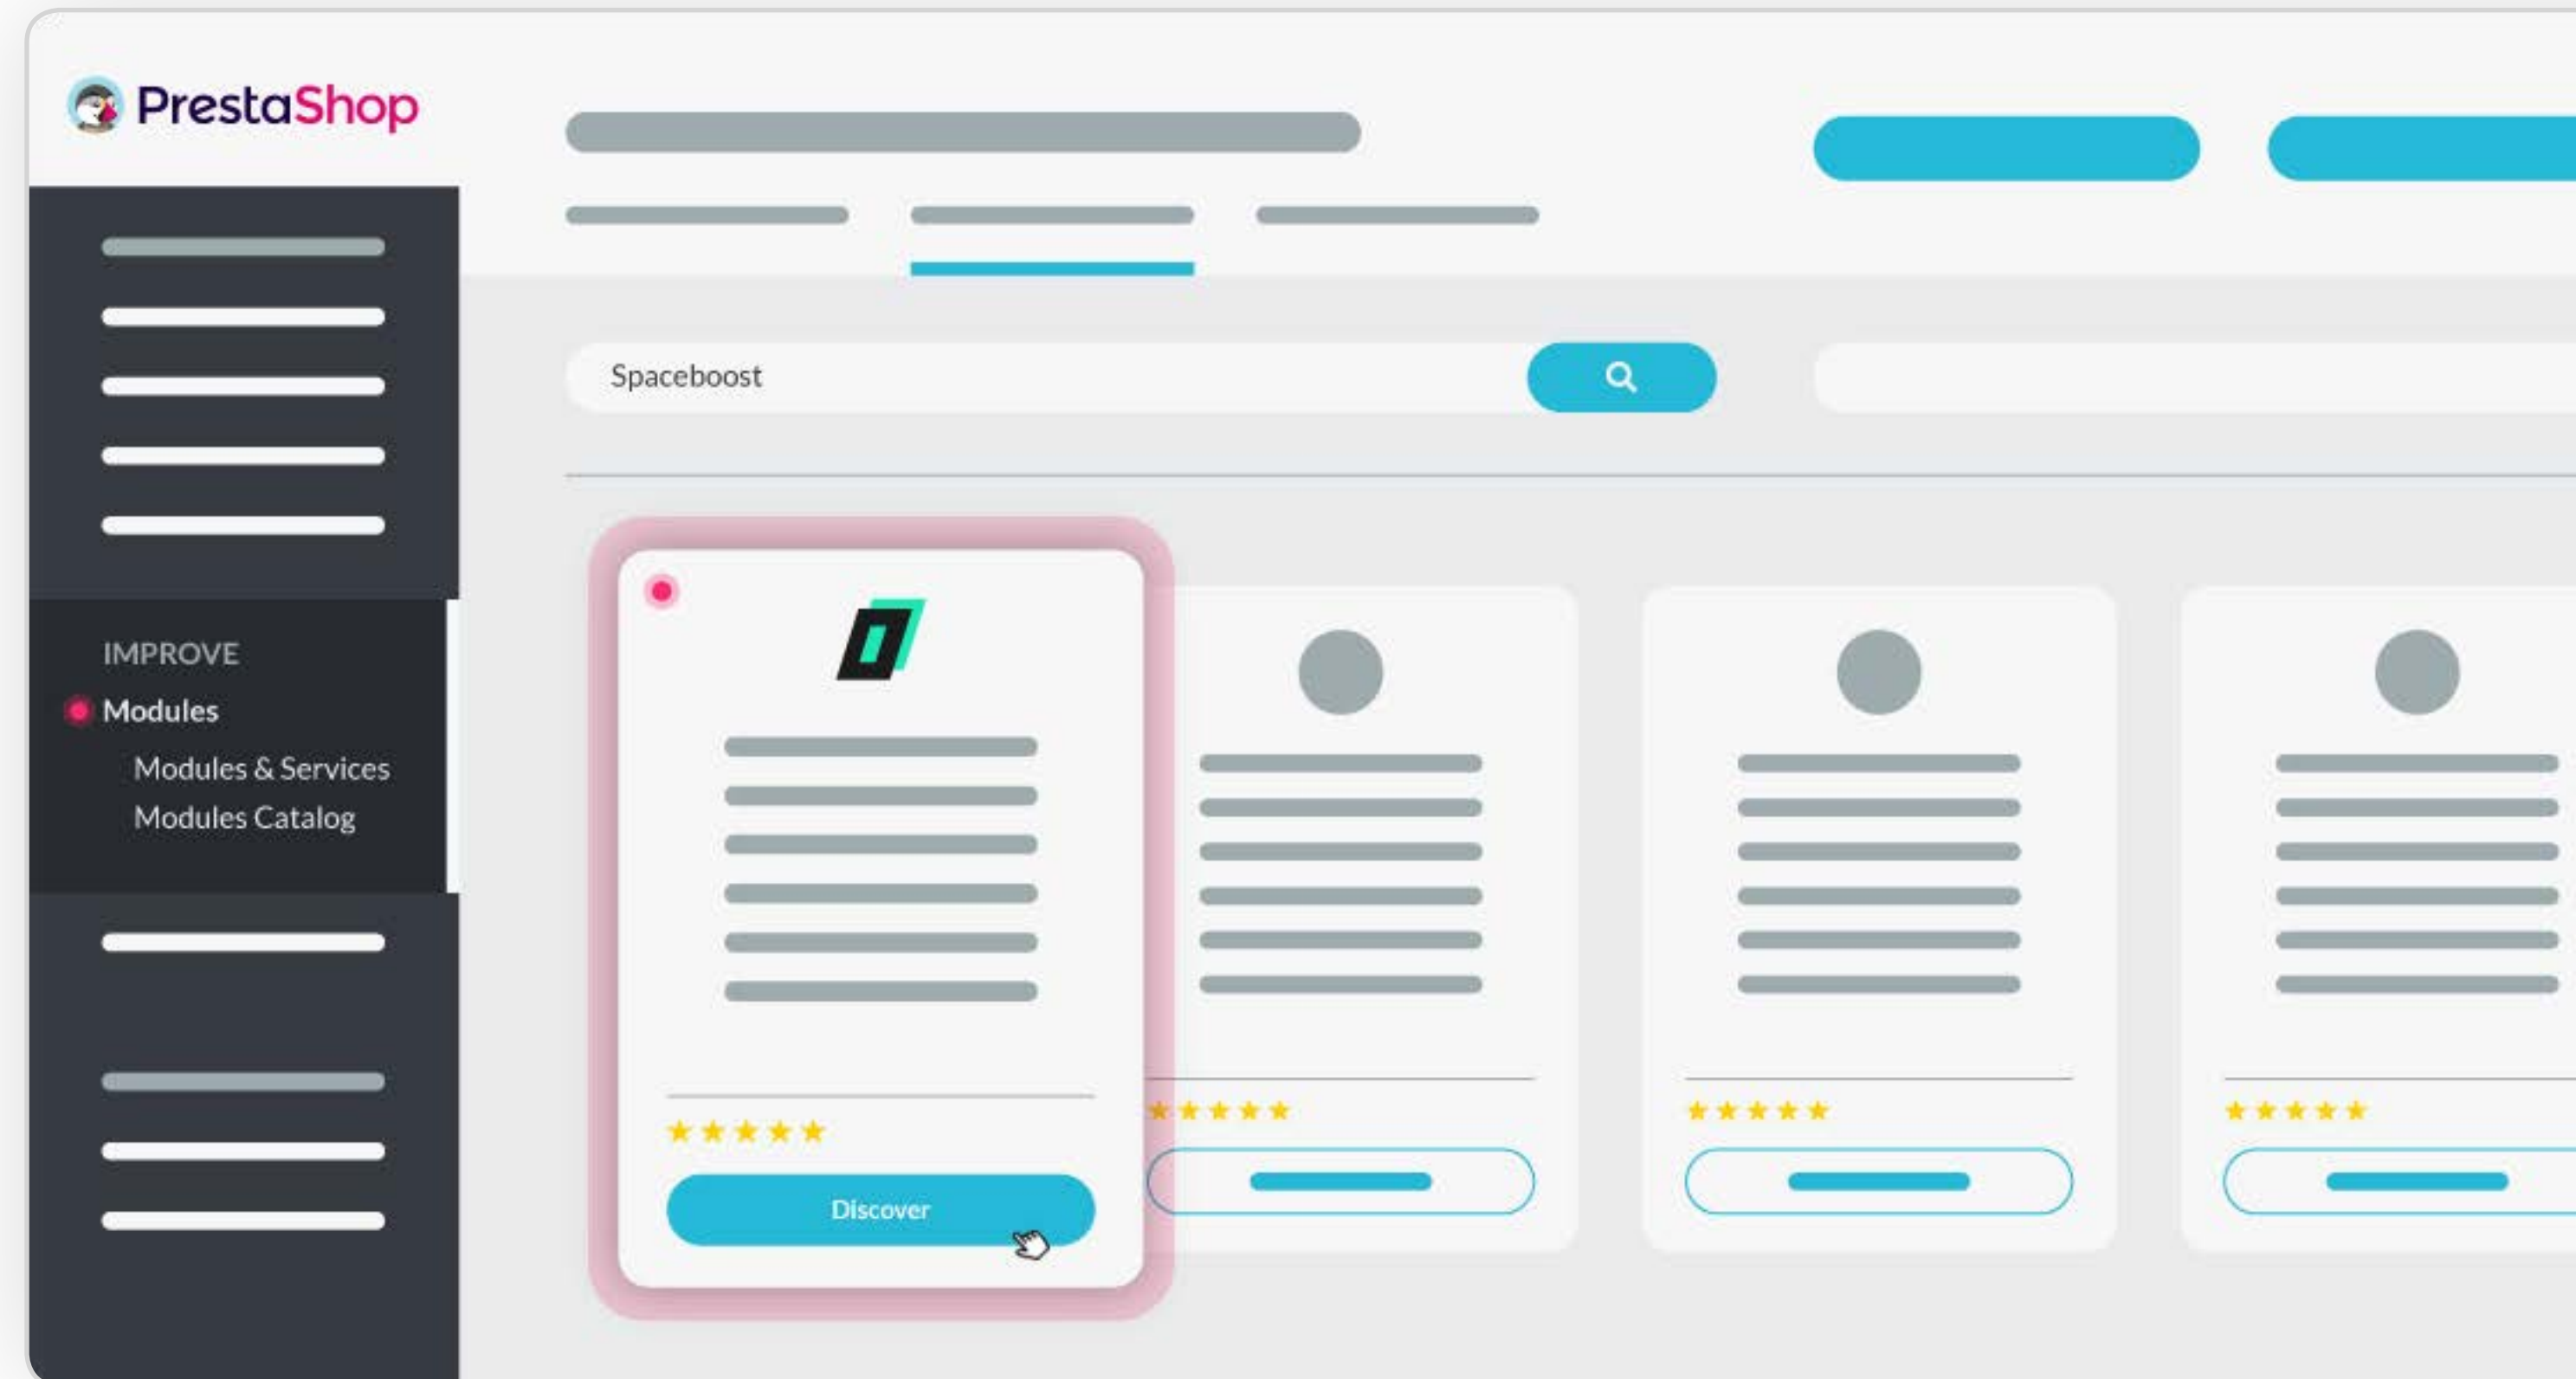 PrestaShop
Spaceboost
IMPROVE
Modules
Modules & Services
Modules Catalog
Discover